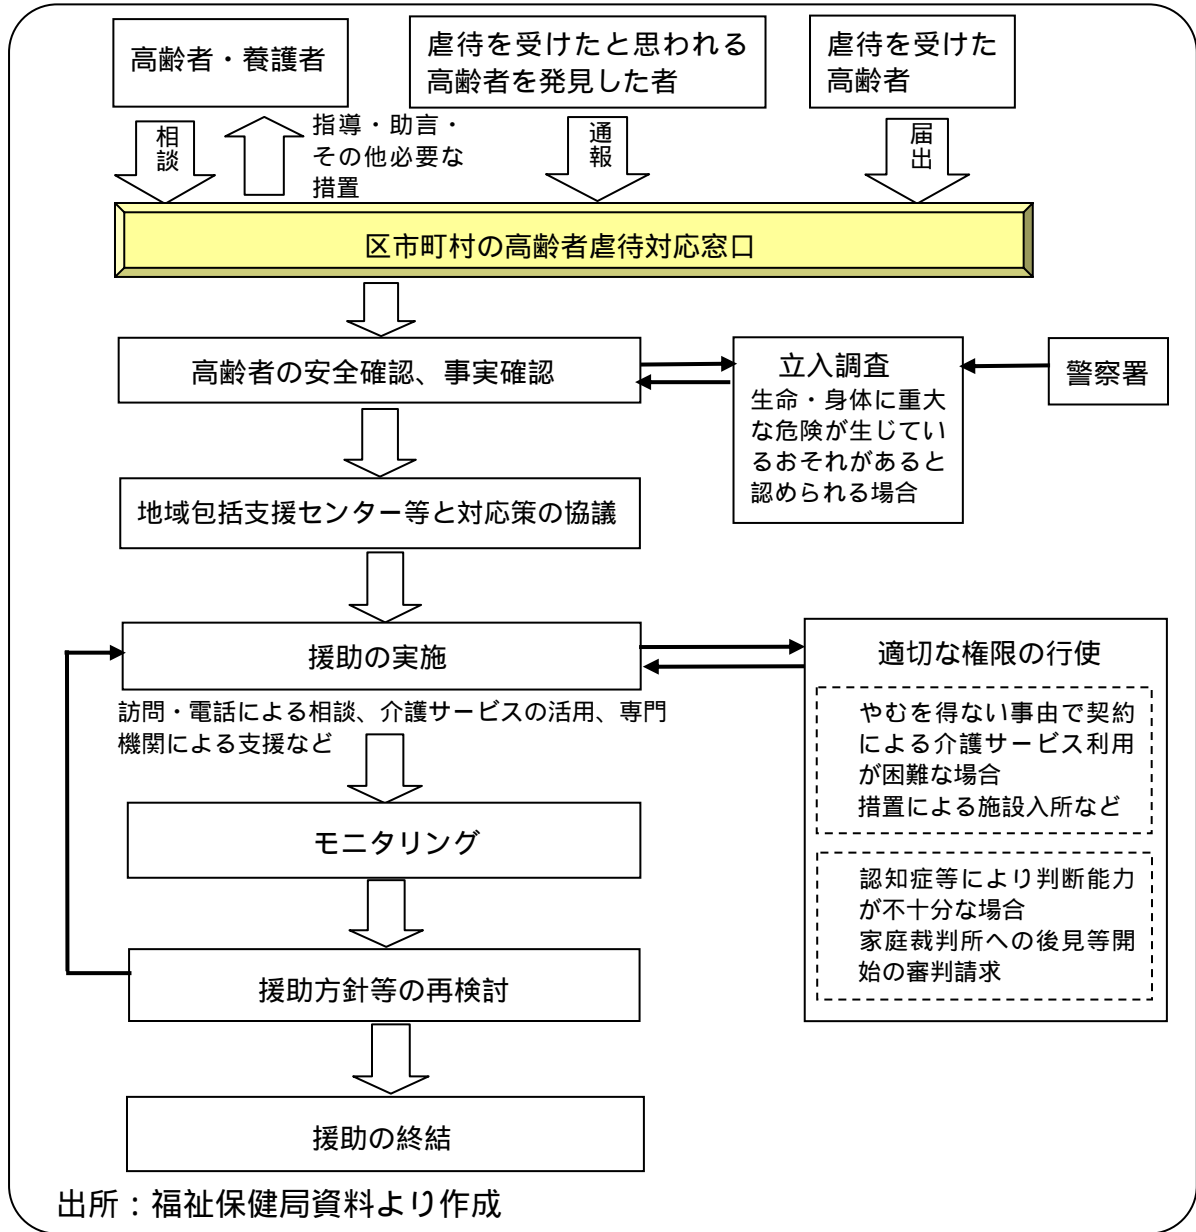 高齢者・養護者
虐待を受けたと思われる
高齢者を発見した者
虐待を受けた
高齢者
相談
指導・助言・
その他必要な
措置
通報
届出
区市町村の高齢者虐待対応窓口
高齢者の安全確認、事実確認
立入調査
生命・身体に重大
な危険が生じてい
るおそれがあると
認められる場合
警察署
地域包括支援センター等と対応策の協議
援助の実施
訪問・電話による相談、介護サービスの活用、専門
機関による支援など
適切な権限の行使
やむを得ない事由で契約
による介護サービス利用
が困難な場合
措置による施設入所など
認知症等により判断能力
が不十分な場合
家庭裁判所への後見等開
始の審判請求
モニタリング
援助方針等の再検討
援助の終結
出所：福祉保健局資料より作成